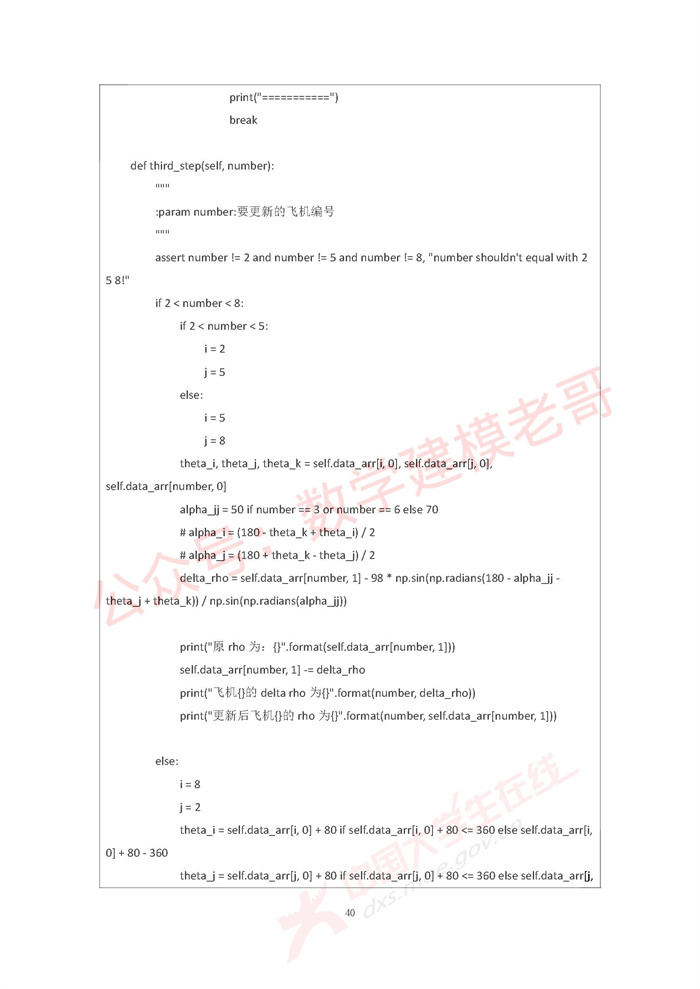 print("===========")
break
def third_step(self, number):
"""
:param number:要更新的飞机编号
"""
assert number != 2 and number != 5 and number != 8, "number shouldn't equal with 2
5 8!"
if 2 < number < 8:
if 2 < number < 5:
i = 2
j = 5
else:
i = 5
j = 8
theta_i, theta_j, theta_k = self.data_arr[i, 0], self.data_arr[j, 0],
self.data_arr[number, 0]
alpha_jj = 50 if number == 3 or number == 6 else 70
# alpha_i = (180 - theta_k + theta_i) / 2
# alpha_j = (180 + theta_k - theta_j) / 2
delta_rho = self.data_arr[number, 1] - 98 * np.sin(np.radians(180 - alpha_jj -
theta_j + theta_k)) / np.sin(np.radians(alpha_jj))
print("原 rho 为：{}".format(self.data_arr[number, 1]))
self.data_arr[number, 1] -= delta_rho
print("飞机{}的 delta rho 为{}".format(number, delta_rho))
print("更新后飞机{}的 rho 为{}".format(number, self.data_arr[number, 1]))
else:
i = 8
j = 2
theta_i = self.data_arr[i, 0] + 80 if self.data_arr[i, 0] + 80 <= 360 else self.data_arr[i,
0] + 80 - 360
theta_j = self.data_arr[j, 0] + 80 if self.data_arr[j, 0] + 80 <= 360 else self.data_arr[j,
40
公众号：数学建模老哥
中国大学生在线
dxs.moe.gov.cn